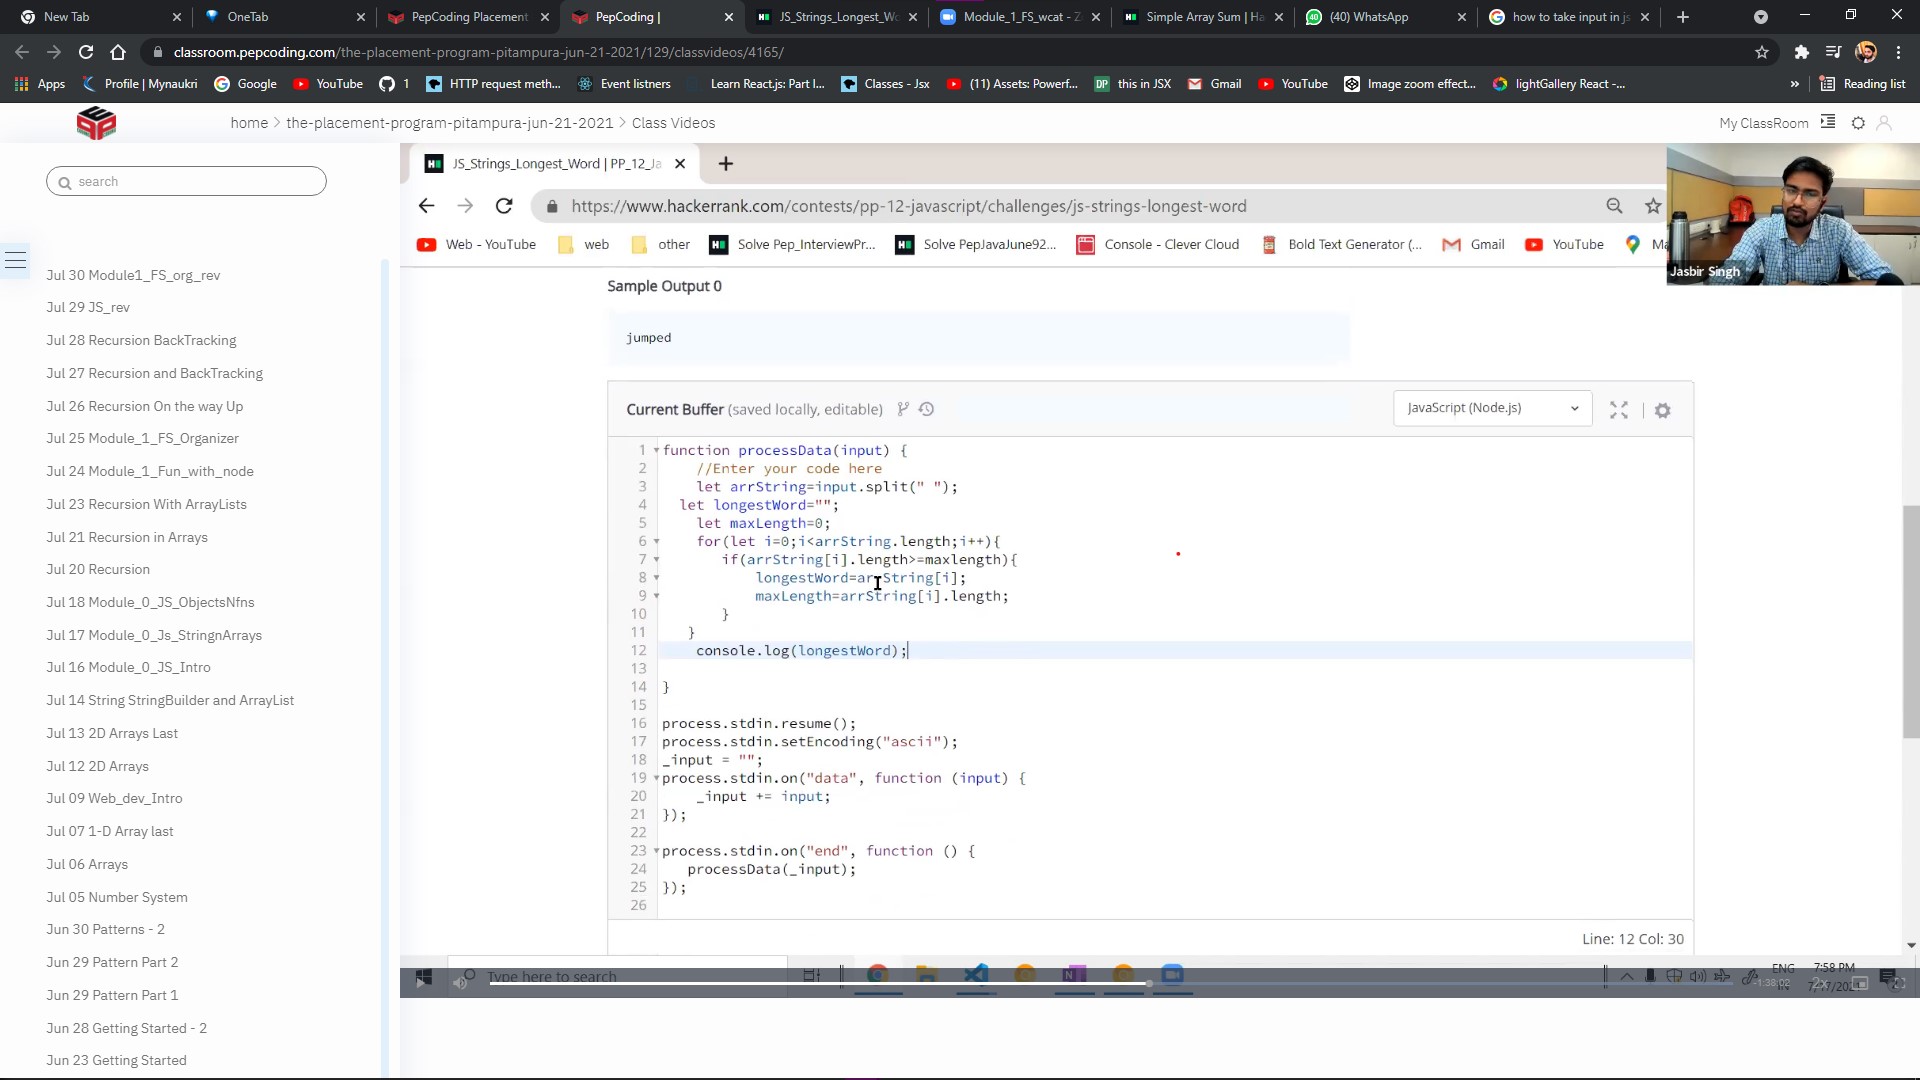 New Tab
OneTab
PepCoding Placement
PepCoding |
JS_Strings_Longest_Wo
Module_1_FS_wcat - Z
Simple Array Sum | Ha
(40) WhatsApp
how to take input in js
classroom.pepcoding.com/the-placement-program-pitampura-jun-21-2021/129/classvideos/4165/
Apps
Profile | Mynaukri
Google
YouTube
1
HTTP request meth...
Event listners
Learn React.js: Part I...
Classes - Jsx
(11) Assets: Powerf...
DP this in JSX
Gmail
YouTube
Image zoom effect...
lightGallery React -...
»
Reading list
home > the-placement-program-pitampura-jun-21-2021 > Class Videos
My ClassRoom
search
Jul 30 Module1_FS_org_rev
Jul 29 JS_rev
Jul 28 Recursion BackTracking
Jul 27 Recursion and BackTracking
Jul 26 Recursion On the way Up
Jul 25 Module_1_FS_Organizer
Jul 24 Module_1_Fun_with_node
Jul 23 Recursion With ArrayLists
Jul 21 Recursion in Arrays
Jul 20 Recursion
Jul 18 Module_0_JS_ObjectsNfns
Jul 17 Module_0_Js_StringnArrays
Jul 16 Module_0_JS_Intro
Jul 14 String StringBuilder and ArrayList
Jul 13 2D Arrays Last
Jul 12 2D Arrays
Jul 09 Web_dev_Intro
Jul 07 1-D Array last
Jul 06 Arrays
Jul 05 Number System
Jun 30 Patterns - 2
Jun 29 Pattern Part 2
Jun 29 Pattern Part 1
Jun 28 Getting Started - 2
Jun 23 Getting Started
JS_Strings_Longest_Word | PP_12_Ja
https://www.hackerrank.com/contests/pp-12-javascript/challenges/js-strings-longest-word
Web - YouTube
web
other
Solve Pep_InterviewPr...
Solve PepJavaJune92...
Console - Clever Cloud
Bold Text Generator (...
Gmail
YouTube
Ma
Jasbir Singh
Sample Output 0
jumped
Current Buffer (saved locally, editable)
JavaScript (Node.js)
1 function processData(input) {
2 //Enter your code here
3 let arrString=input.split(" ");
4 let longestWord="";
5 let maxLength=0;
6 for(let i=0;i<arrString.length;i++){
7 if(arrString[i].length>=maxlength){
8 longestWord=arrString[i];
9 maxLength=arrString[i].length;
10 }
11 }
12 console.log(longestWord);
13
14 }
15
16 process.stdin.resume();
17 process.stdin.setEncoding("ascii");
18 _input = "";
19 process.stdin.on("data", function (input) {
20 _input += input;
21 });
22
23 process.stdin.on("end", function () {
24 processData(_input);
25 });
26
Line: 12 Col: 30
Type here to search
ENG
IN
7:58 PM
-1:38:02
2x